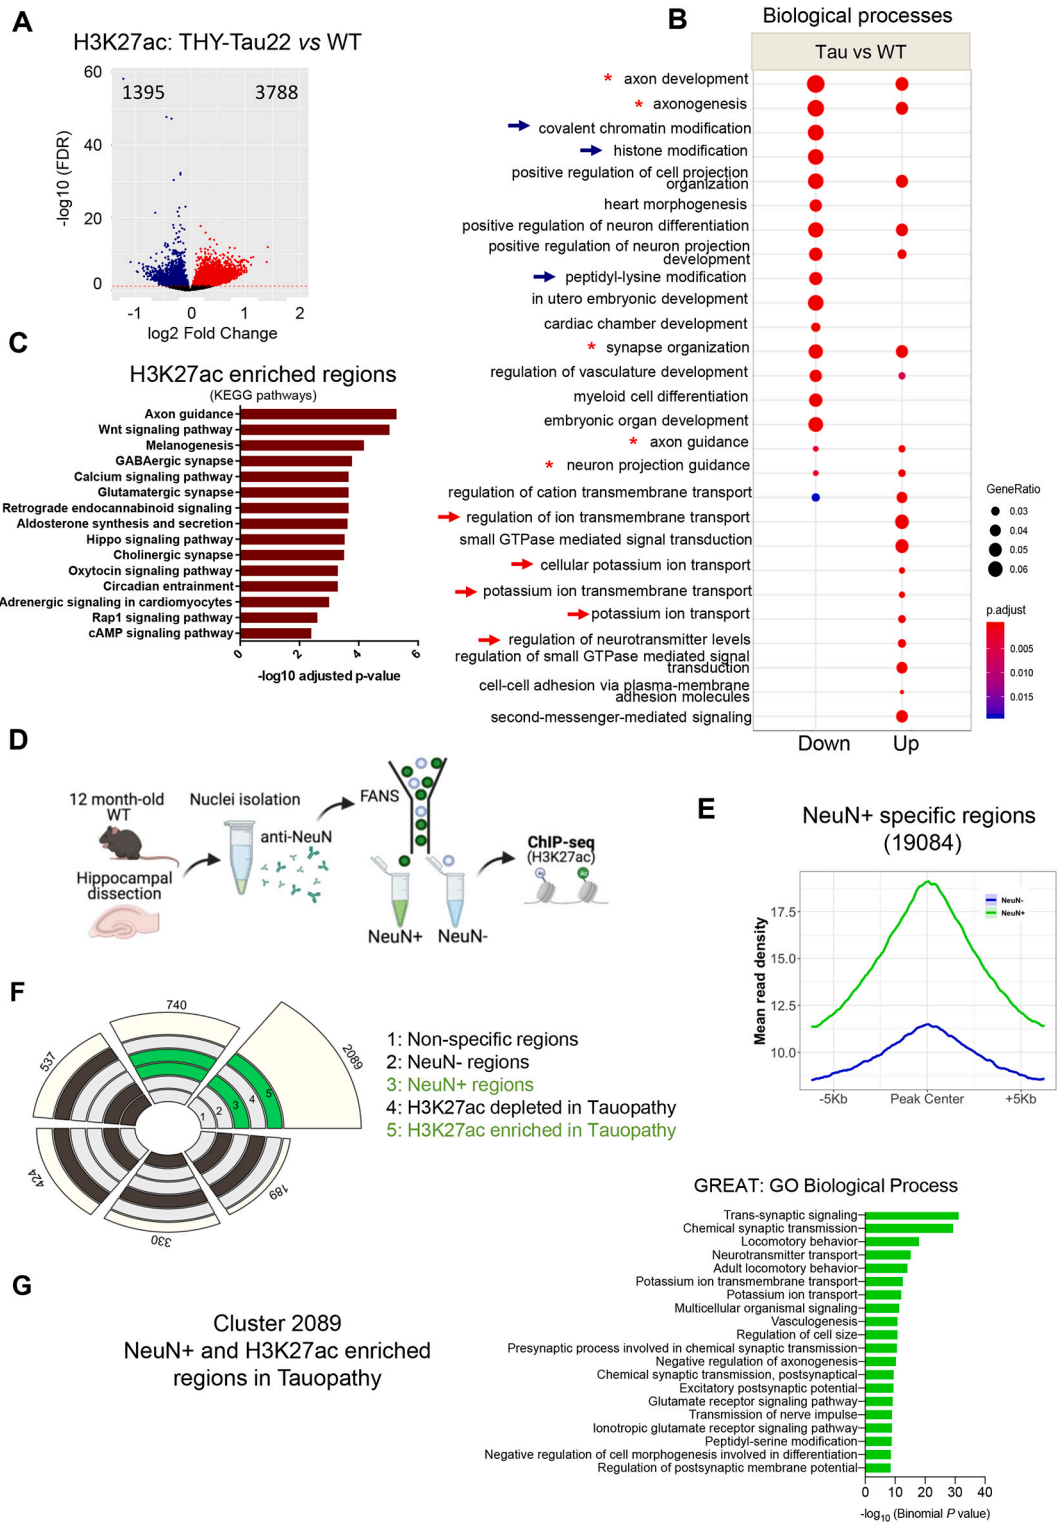 A
H3K27ac: THY-Tau22 vs WT
60
1395
3788
40
20
0
-log10 (FDR)
-1
0
1
2
log2 Fold Change
B
Biological processes
Tau vs WT
* axon development
* axonogenesis
covalent chromatin modification
histone modification
positive regulation of cell projection
organization
heart morphogenesis
positive regulation of neuron differentiation
positive regulation of neuron projection
development
peptidyl-lysine modification
in utero embryonic development
cardiac chamber development
* synapse organization
regulation of vasculature development
myeloid cell differentiation
embryonic organ development
* axon guidance
* neuron projection guidance
regulation of cation transmembrane transport
regulation of ion transmembrane transport
small GTPase mediated signal transduction
cellular potassium ion transport
potassium ion transmembrane transport
potassium ion transport
regulation of neurotransmitter levels
regulation of small GTPase mediated signal
transduction
cell-cell adhesion via plasma-membrane
adhesion molecules
second-messenger-mediated signaling
Down
Up
GeneRatio
0.03
0.04
0.05
0.06
p.adjust
0.005
0.010
0.015
C
H3K27ac enriched regions
(KEGG pathways)
Axon guidance
Wnt signaling pathway
Melanogenesis
GABAergic synapse
Calcium signaling pathway
Glutamatergic synapse
Retrograde endocannabinoid signaling
Aldosterone synthesis and secretion
Hippo signaling pathway
Cholinergic synapse
Oxytocin signaling pathway
Circadian entrainment
Adrenergic signaling in cardiomyocytes
Rap1 signaling pathway
cAMP signaling pathway
0
2
4
6
-log10 adjusted p-value
D
12 month-old
WT
Hippocampal
dissection
Nuclei isolation
anti-NeuN
FANS
NeuN+
NeuN-
ChIP-seq
(H3K27ac)
Ac
Ac
E
NeuN+ specific regions
(19084)
Mean read density
17.5
15.0
12.5
10.0
NeuN-
NeuN+
-5Kb
Peak Center
+5Kb
F
740
2089
537
424
330
189
1
2
3
4
5
1: Non-specific regions
2: NeuN- regions
3: NeuN+ regions
4: H3K27ac depleted in Tauopathy
5: H3K27ac enriched in Tauopathy
G
Cluster 2089
NeuN+ and H3K27ac enriched
regions in Tauopathy
GREAT: GO Biological Process
Trans-synaptic signaling
Chemical synaptic transmission
Locomotory behavior
Neurotransmitter transport
Adult locomotory behavior
Potassium ion transmembrane transport
Potassium ion transport
Multicellular organismal signaling
Vasculogenesis
Regulation of cell size
Presynaptic process involved in chemical synaptic transmission
Negative regulation of axonogenesis
Chemical synaptic transmission, postsynaptical
Excitatory postsynaptic potential
Glutamate receptor signaling pathway
Transmission of nerve impulse
Ionotropic glutamate receptor signaling pathway
Peptidyl-serine modification
Negative regulation of cell morphogenesis involved in differentiation
Regulation of postsynaptic membrane potential
0
10
20
30
40
-log10 (Binomial P value)